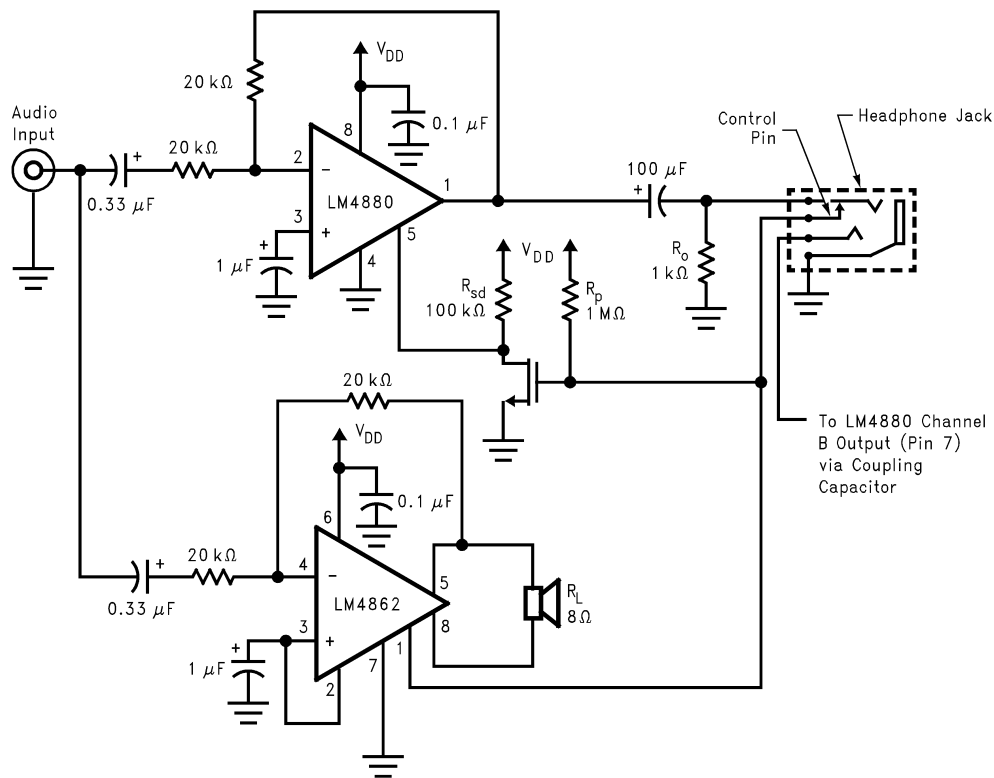 Audio
Input
0.33 μF
20 kΩ
20 kΩ
V_DD
0.1 μF
8
2
−
LM4880
1
3
+
5
4
1 μF
100 μF
Control
Pin
Headphone Jack
R_o
1 kΩ
V_DD
R_sd
100 kΩ
R_p
1 MΩ
To LM4880 Channel
B Output (Pin 7)
via Coupling
Capacitor
20 kΩ
V_DD
0.1 μF
6
20 kΩ
0.33 μF
4
−
LM4862
5
8
3
+
1
7
2
1 μF
R_L
8 Ω
+
+
+
+
+